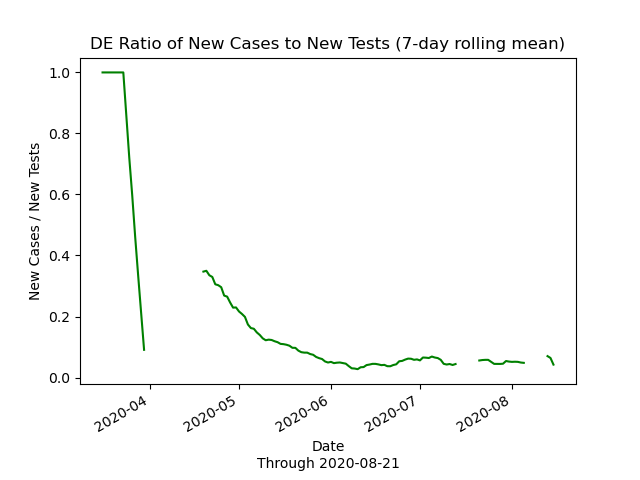 DE Ratio of New Cases to New Tests (7-day rolling mean)
1.0
0.8
0.6
0.4
0.2
0.0
New Cases / New Tests
2020-04
2020-05
2020-06
2020-07
2020-08
Date
Through 2020-08-21